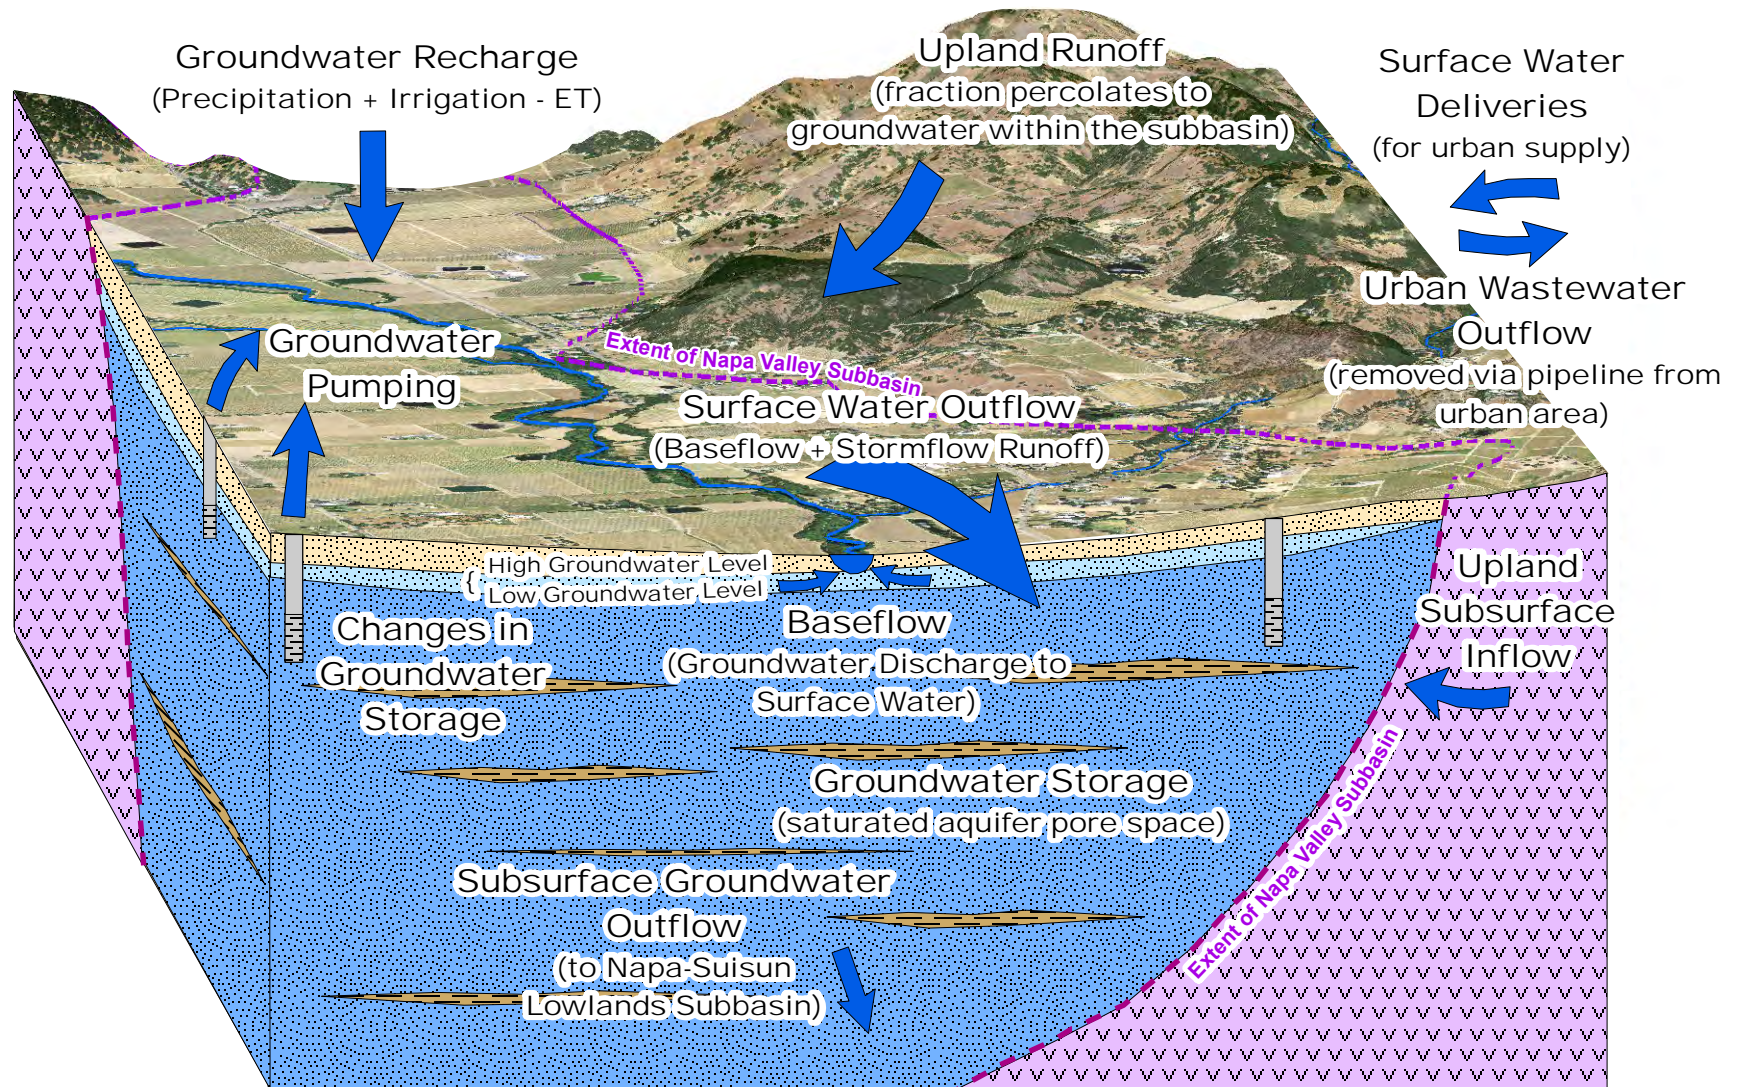 Groundwater Recharge
(Precipitation + Irrigation - ET)
Upland Runoff
(fraction percolates to
groundwater within the subbasin)
Surface Water
Deliveries
(for urban supply)
Urban Wastewater
Outflow
(removed via pipeline from
urban area)
Groundwater
Pumping
Extent of Napa Valley Subbasin
Surface Water Outflow
(Baseflow + Stormflow Runoff)
{ High Groundwater Level
Low Groundwater Level
Upland
Subsurface
Inflow
Changes in
Groundwater
Storage
Baseflow
(Groundwater Discharge to
Surface Water)
Groundwater Storage
(saturated aquifer pore space)
Extent of Napa Valley Subbasin
Subsurface Groundwater
Outflow
(to Napa-Suisun
Lowlands Subbasin)